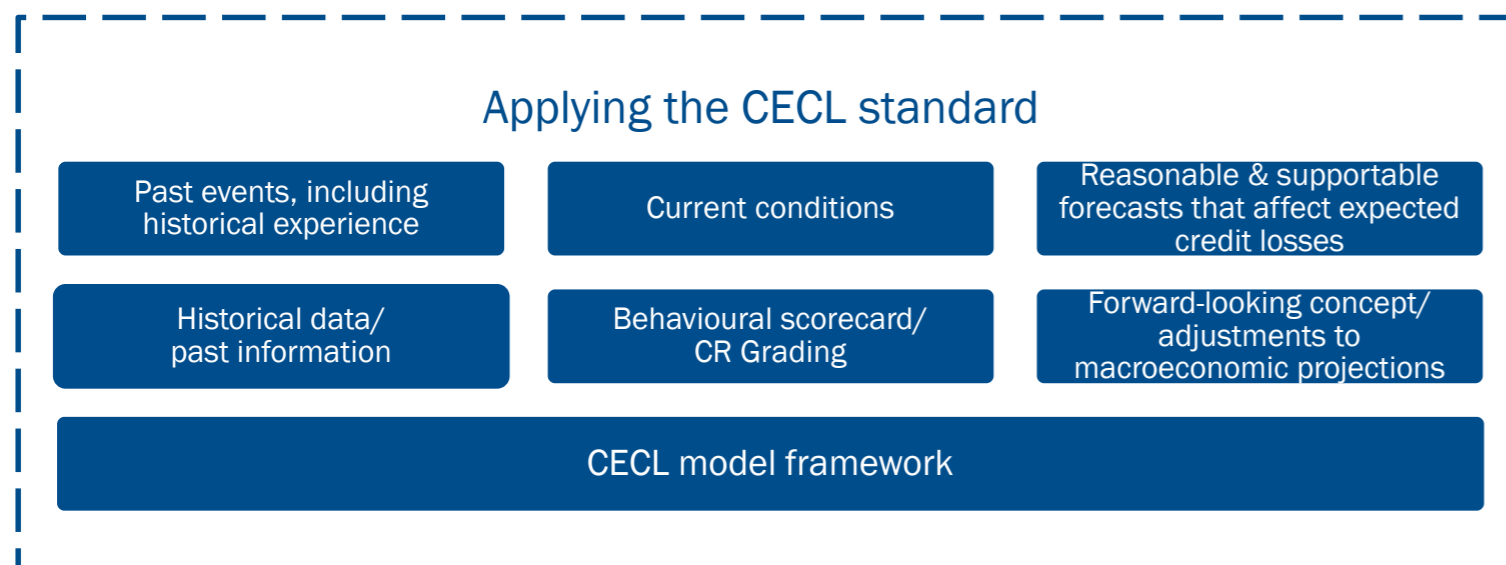 Applying the CECL standard
Past events, including
historical experience
Current conditions
Reasonable & supportable
forecasts that affect expected
credit losses
Historical data/
past information
Behavioural scorecard/
CR Grading
Forward-looking concept/
adjustments to
macroeconomic projections
CECL model framework